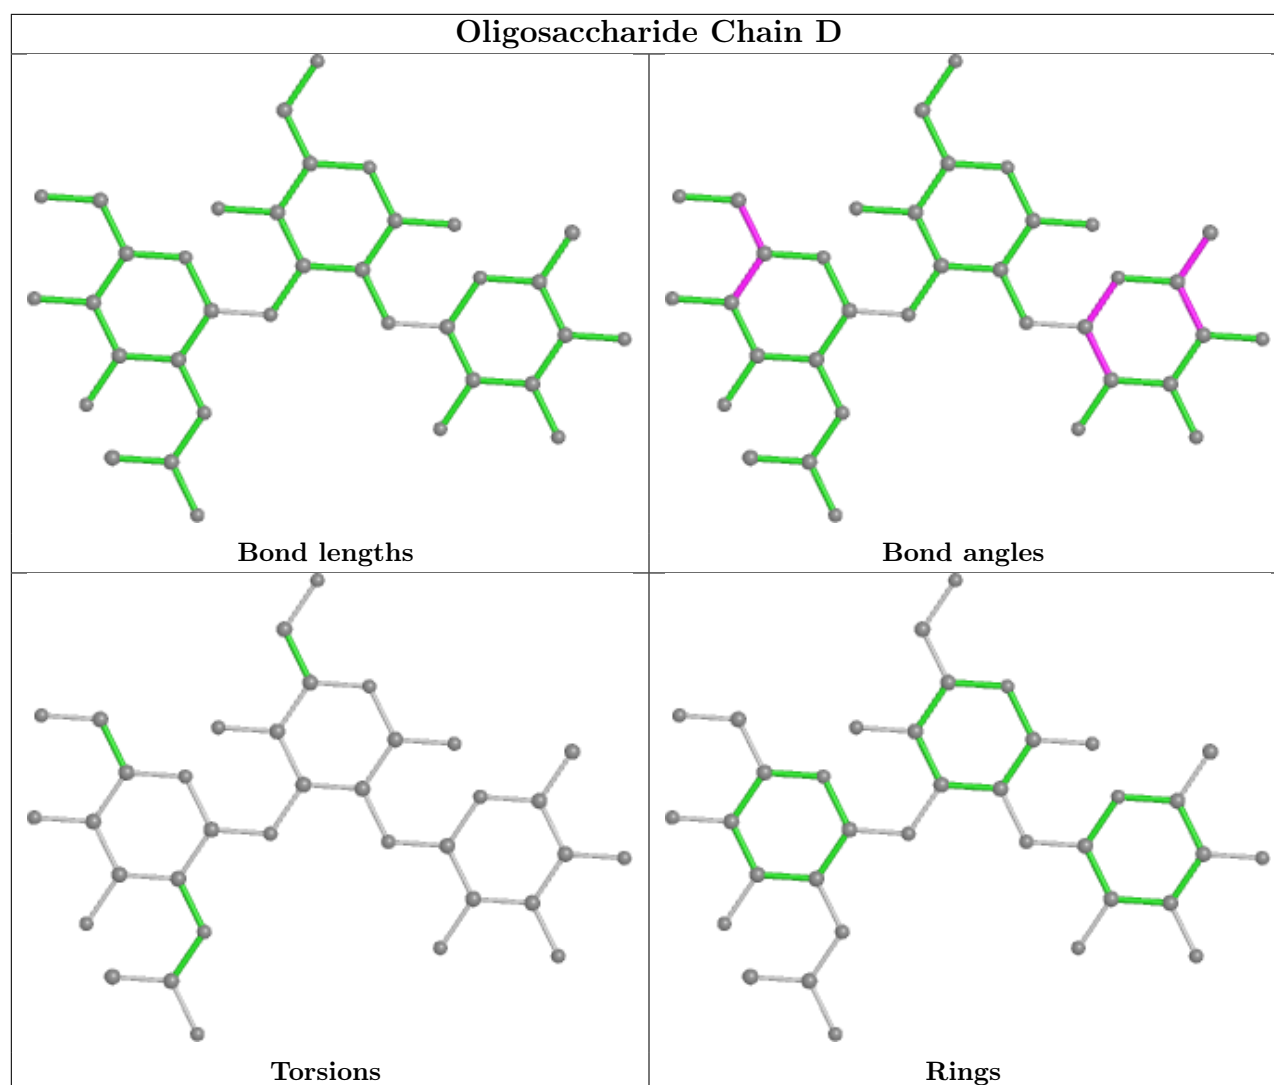 Oligosaccharide Chain D
Bond lengths
Bond angles
Torsions
Rings